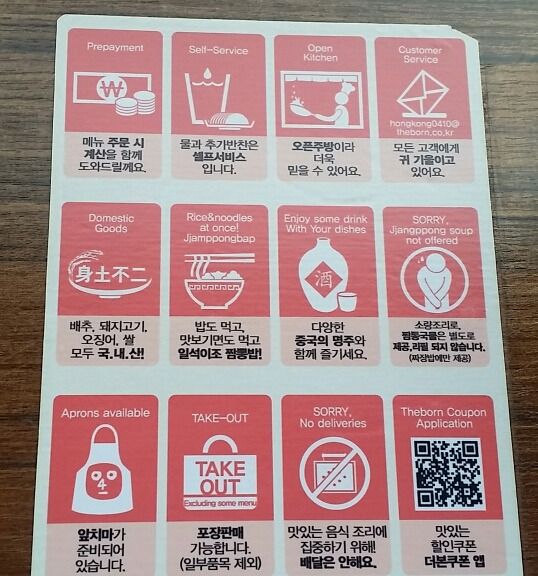 Prepayment
₩
메뉴 주문 시
계산을 함께
도와드릴께요.
Self-Service
물과 추가반찬은
셀프서비스
입니다.
Open
Kitchen
오픈주방이라
더욱
믿을 수 있어요.
Customer
Service
hongkong0410@
theborn.co.kr
모든 고객에게
귀 기울이고
있어요.
Domestic
Goods
身土不二
배추, 돼지고기,
오징어, 쌀
모두 국.내.산!
Rice&noodles
at once!
Jjamppongbap
밥도 먹고,
맛보기면도 먹고
일석이조 짬뽕밥!
Enjoy some drink
With Your dishes
酒
다양한
중국의 명주와
함께 즐기세요.
SORRY,
Jjangppong soup
not offered
소량조리로,
짬뽕국물은 별도로
제공,리필 되지 않습니다.
(짜장밥에만 제공)
Aprons available
앞치마가
준비되어
있습니다.
TAKE-OUT
TAKE
OUT
Excluding some menu
포장판매
가능합니다.
(일부품목 제외)
SORRY,
No deliveries
맛있는 음식 조리에
집중하기 위해!
배달은 안해요.
Theborn Coupon
Application
맛있는
할인쿠폰
더본쿠폰 앱